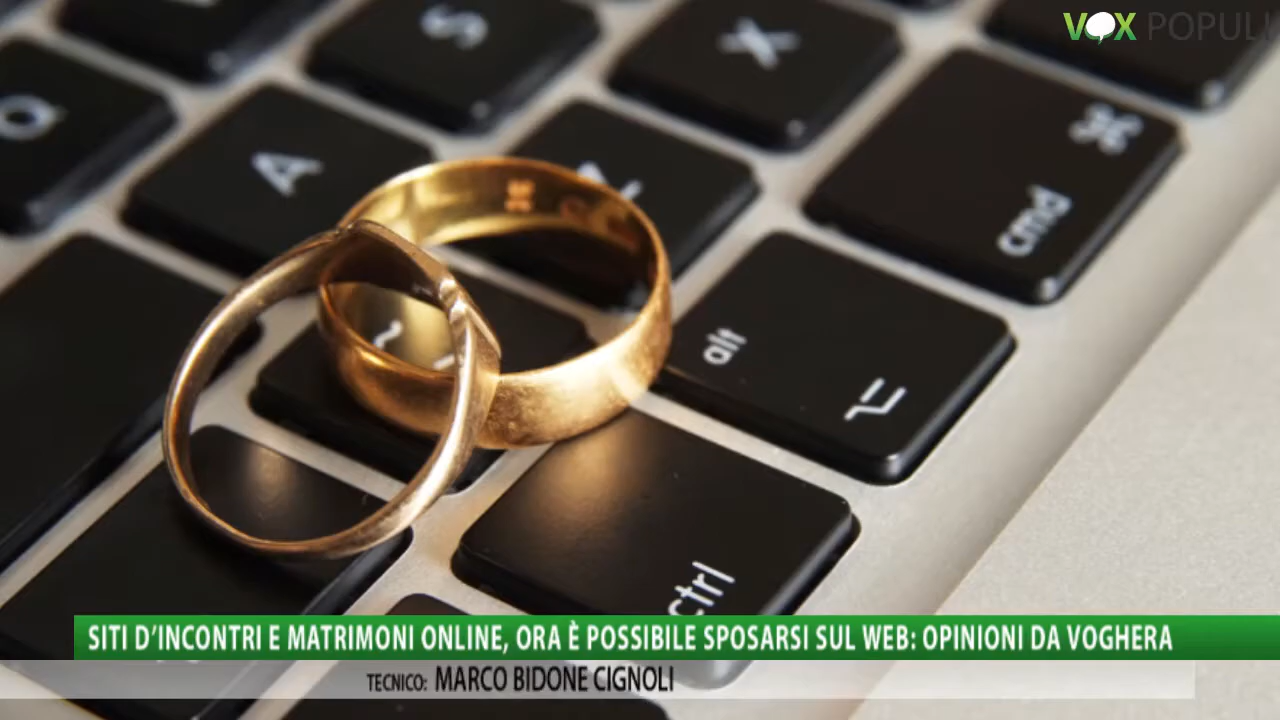 VOX POPULI
S
X
a
A
⌘
cmd
alt
ctrl
SITI D'INCONTRI E MATRIMONI ONLINE, ORA È POSSIBILE SPOSARSI SUL WEB: OPINIONI DA VOGHERA
TECNICO: MARCO BIDONE CIGNOLI